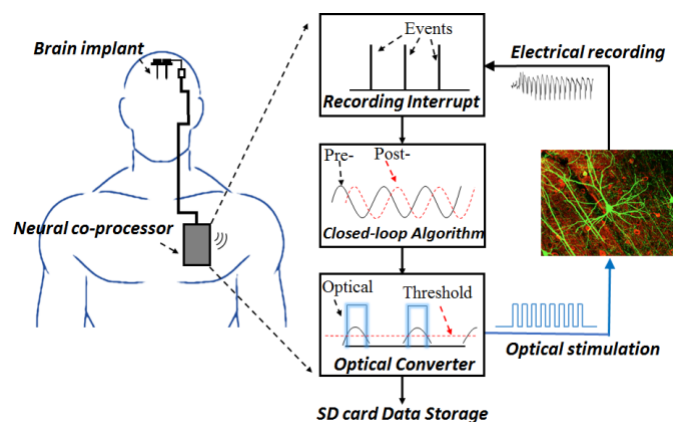 Brain implant
Neural co-processor
Events
Recording Interrupt
Pre-
Post-
Closed-loop Algorithm
Optical
Threshold
Optical Converter
SD card Data Storage
Electrical recording
Optical stimulation